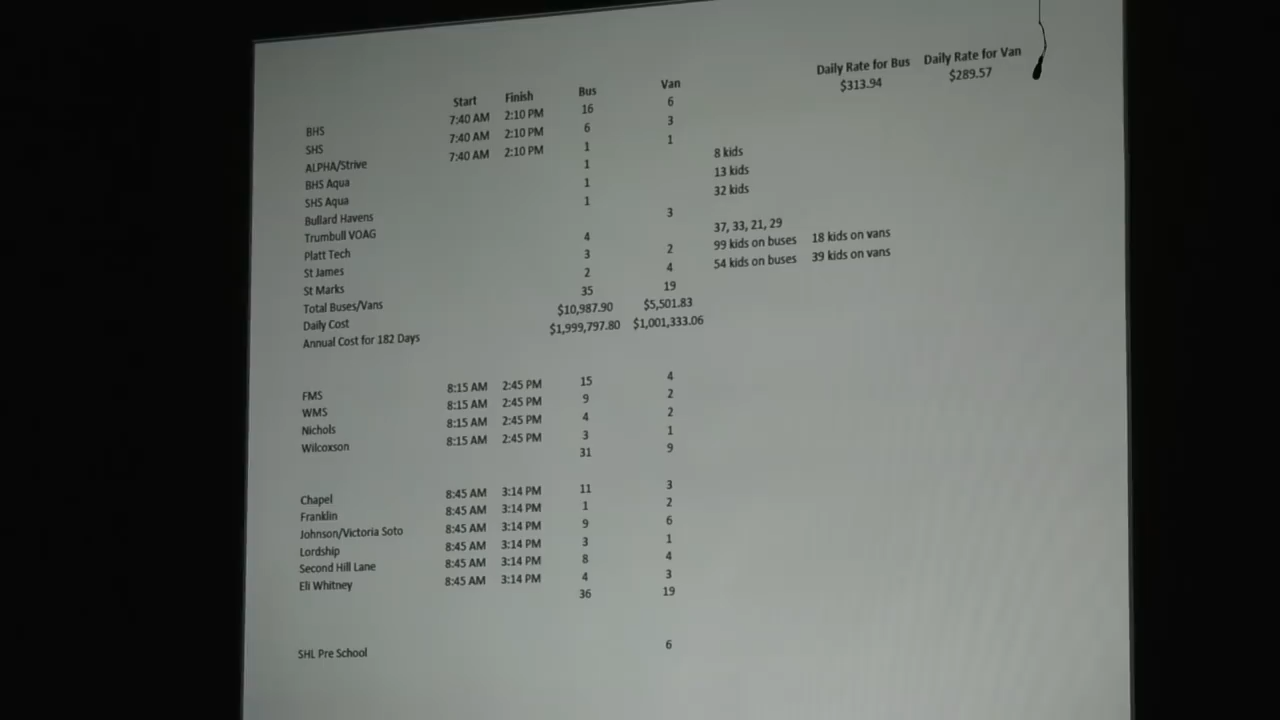 Start Finish Bus Van Daily Rate for Bus Daily Rate for Van
BHS 7:40 AM 2:10 PM 16 6 $313.94 $289.57
SHS 7:40 AM 2:10 PM 6 3
ALPHA/Strive 7:40 AM 2:10 PM 1 1
BHS Aqua 1 8 kids
SHS Aqua 1 13 kids
Bullard Havens 1 32 kids
Trumbull VOAG 3
Platt Tech 4 37, 33, 21, 29
St James 3 2 99 kids on buses 18 kids on vans
St Marks 2 4 54 kids on buses 39 kids on vans
Total Buses/Vans 35 19
Daily Cost $10,987.90 $5,501.83
Annual Cost for 182 Days $1,999,797.80 $1,001,333.06
FMS 8:15 AM 2:45 PM 15 4
WMS 8:15 AM 2:45 PM 9 2
Nichols 8:15 AM 2:45 PM 4 2
Wilcoxson 8:15 AM 2:45 PM 3 1
31 9
Chapel 8:45 AM 3:14 PM 11 3
Franklin 8:45 AM 3:14 PM 1 2
Johnson/Victoria Soto 8:45 AM 3:14 PM 9 6
Lordship 8:45 AM 3:14 PM 3 1
Second Hill Lane 8:45 AM 3:14 PM 8 4
Eli Whitney 8:45 AM 3:14 PM 4 3
36 19
SHL Pre School 6